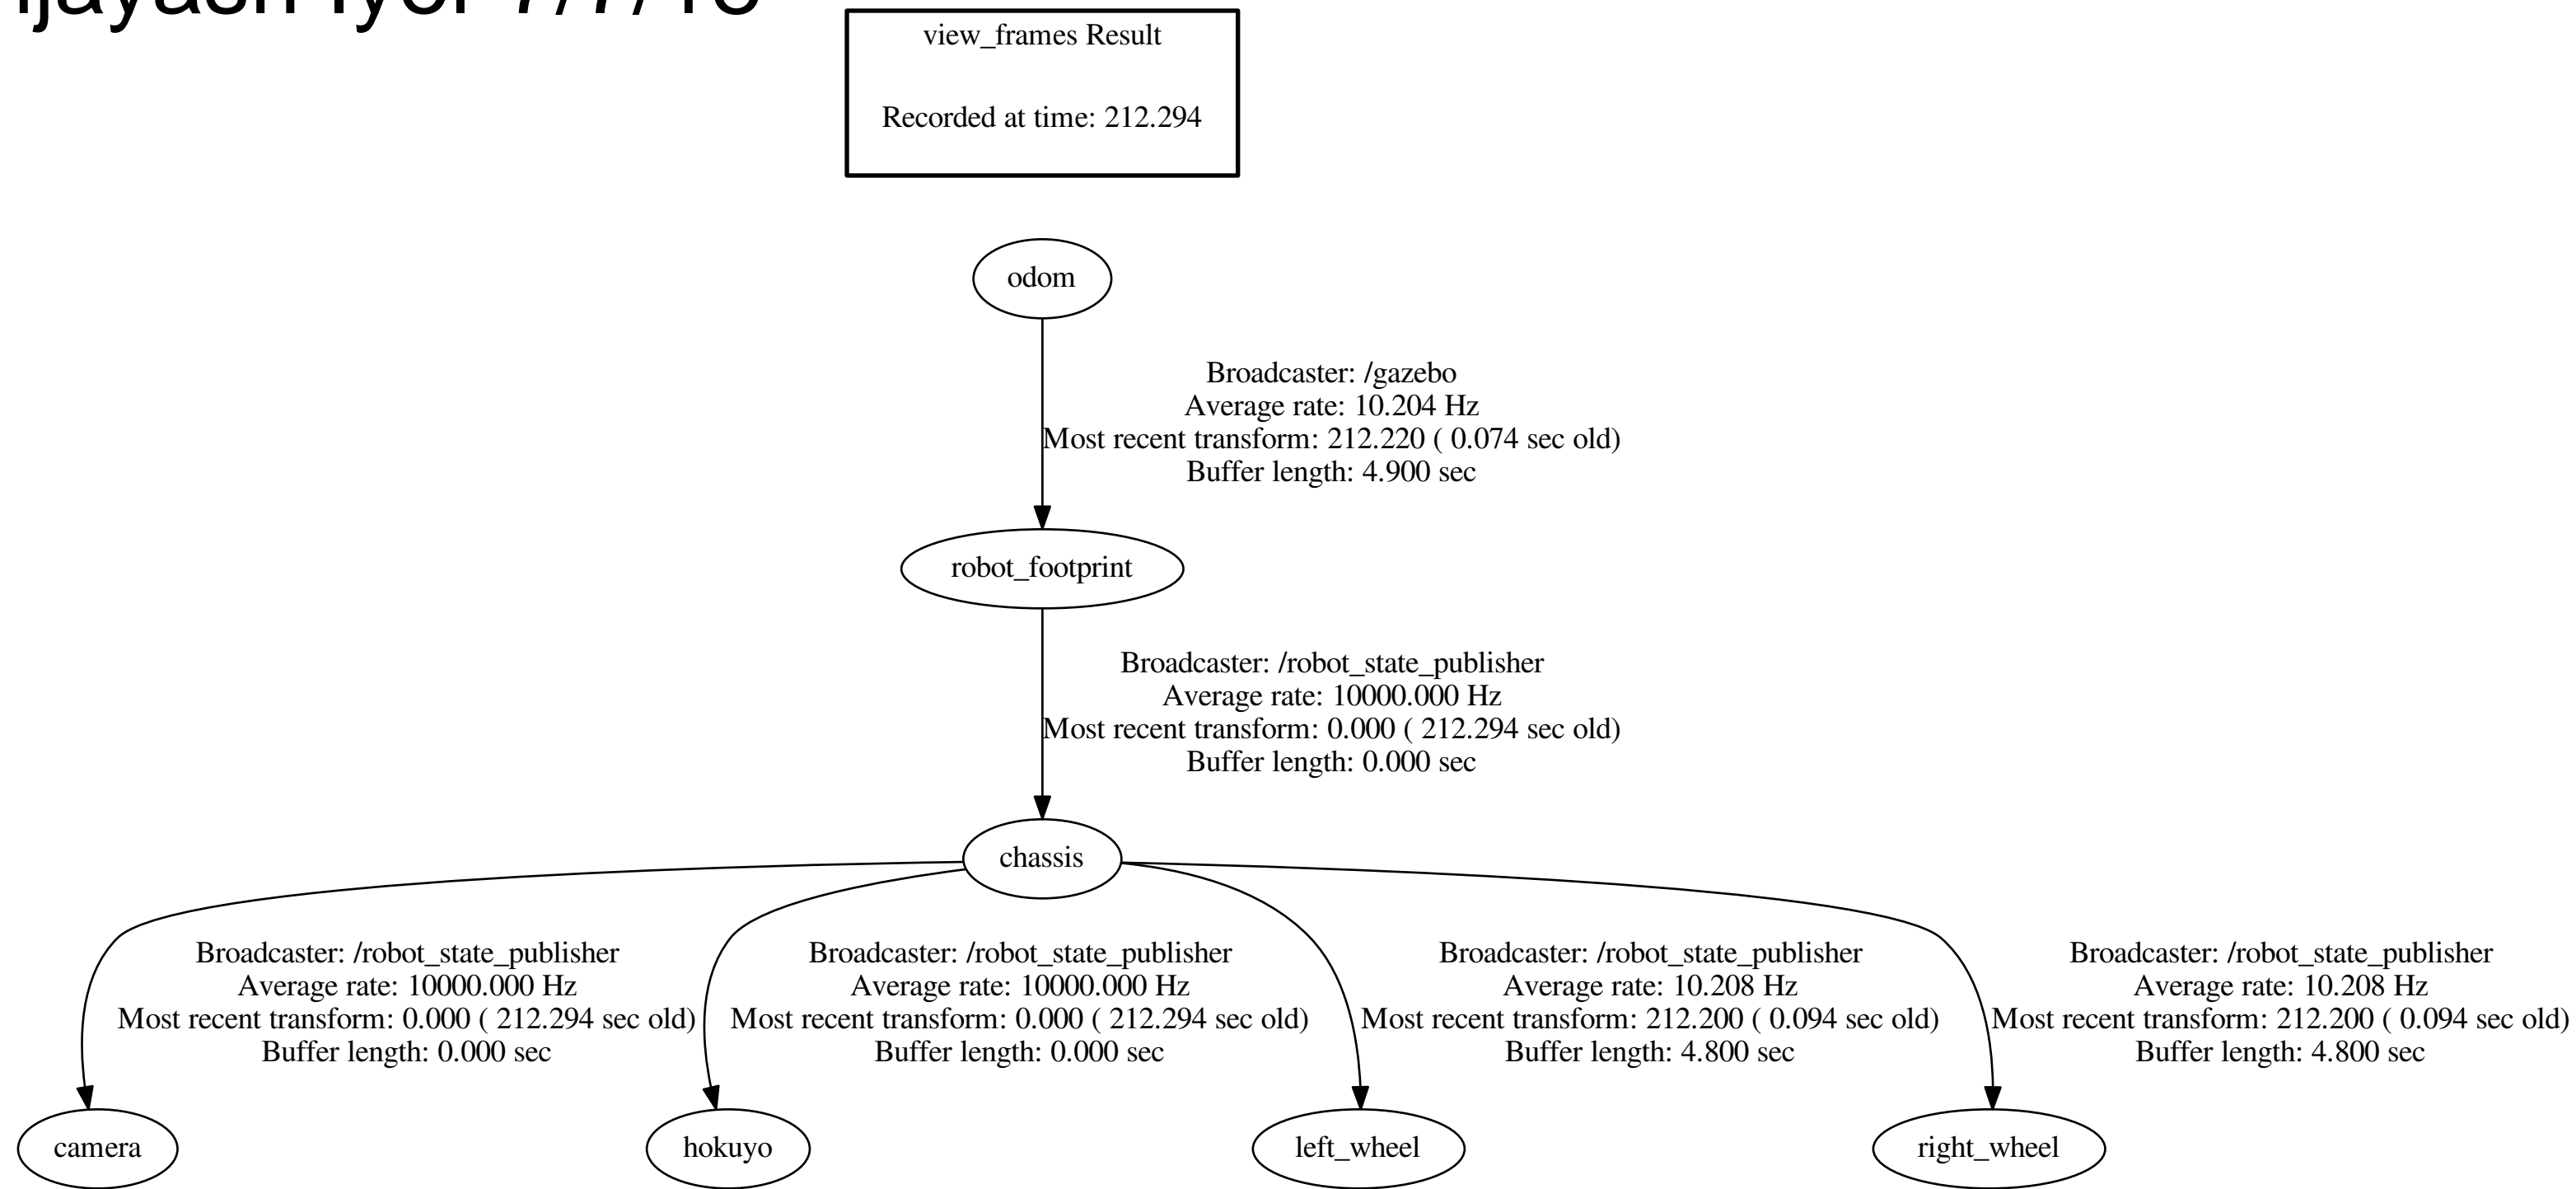 view_frames Result
Recorded at time: 212.294
odom
Broadcaster: /gazebo
Average rate: 10.204 Hz
Most recent transform: 212.220 ( 0.074 sec old)
Buffer length: 4.900 sec
robot_footprint
Broadcaster: /robot_state_publisher
Average rate: 10000.000 Hz
Most recent transform: 0.000 ( 212.294 sec old)
Buffer length: 0.000 sec
chassis
Broadcaster: /robot_state_publisher
Average rate: 10000.000 Hz
Most recent transform: 0.000 ( 212.294 sec old)
Buffer length: 0.000 sec
Broadcaster: /robot_state_publisher
Average rate: 10000.000 Hz
Most recent transform: 0.000 ( 212.294 sec old)
Buffer length: 0.000 sec
Broadcaster: /robot_state_publisher
Average rate: 10.208 Hz
Most recent transform: 212.200 ( 0.094 sec old)
Buffer length: 4.800 sec
Broadcaster: /robot_state_publisher
Average rate: 10.208 Hz
Most recent transform: 212.200 ( 0.094 sec old)
Buffer length: 4.800 sec
camera
hokuyo
left_wheel
right_wheel